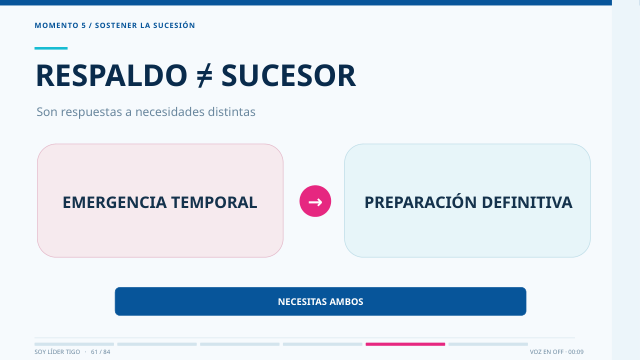 MOMENTO 5 / SOSTENER LA SUCESIÓN
RESPALDO ≠ SUCESOR
Son respuestas a necesidades distintas
EMERGENCIA TEMPORAL
→
PREPARACIÓN DEFINITIVA
NECESITAS AMBOS
SOY LÍDER TIGO · 61 / 84
VOZ EN OFF · 00:09